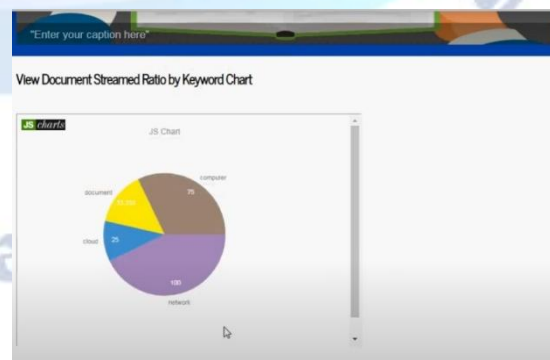 "Enter your caption here"
View Document Streamed Ratio by Keyword Chart
JS charts
JS Chart
computer
document
75
cloud
25
100
network